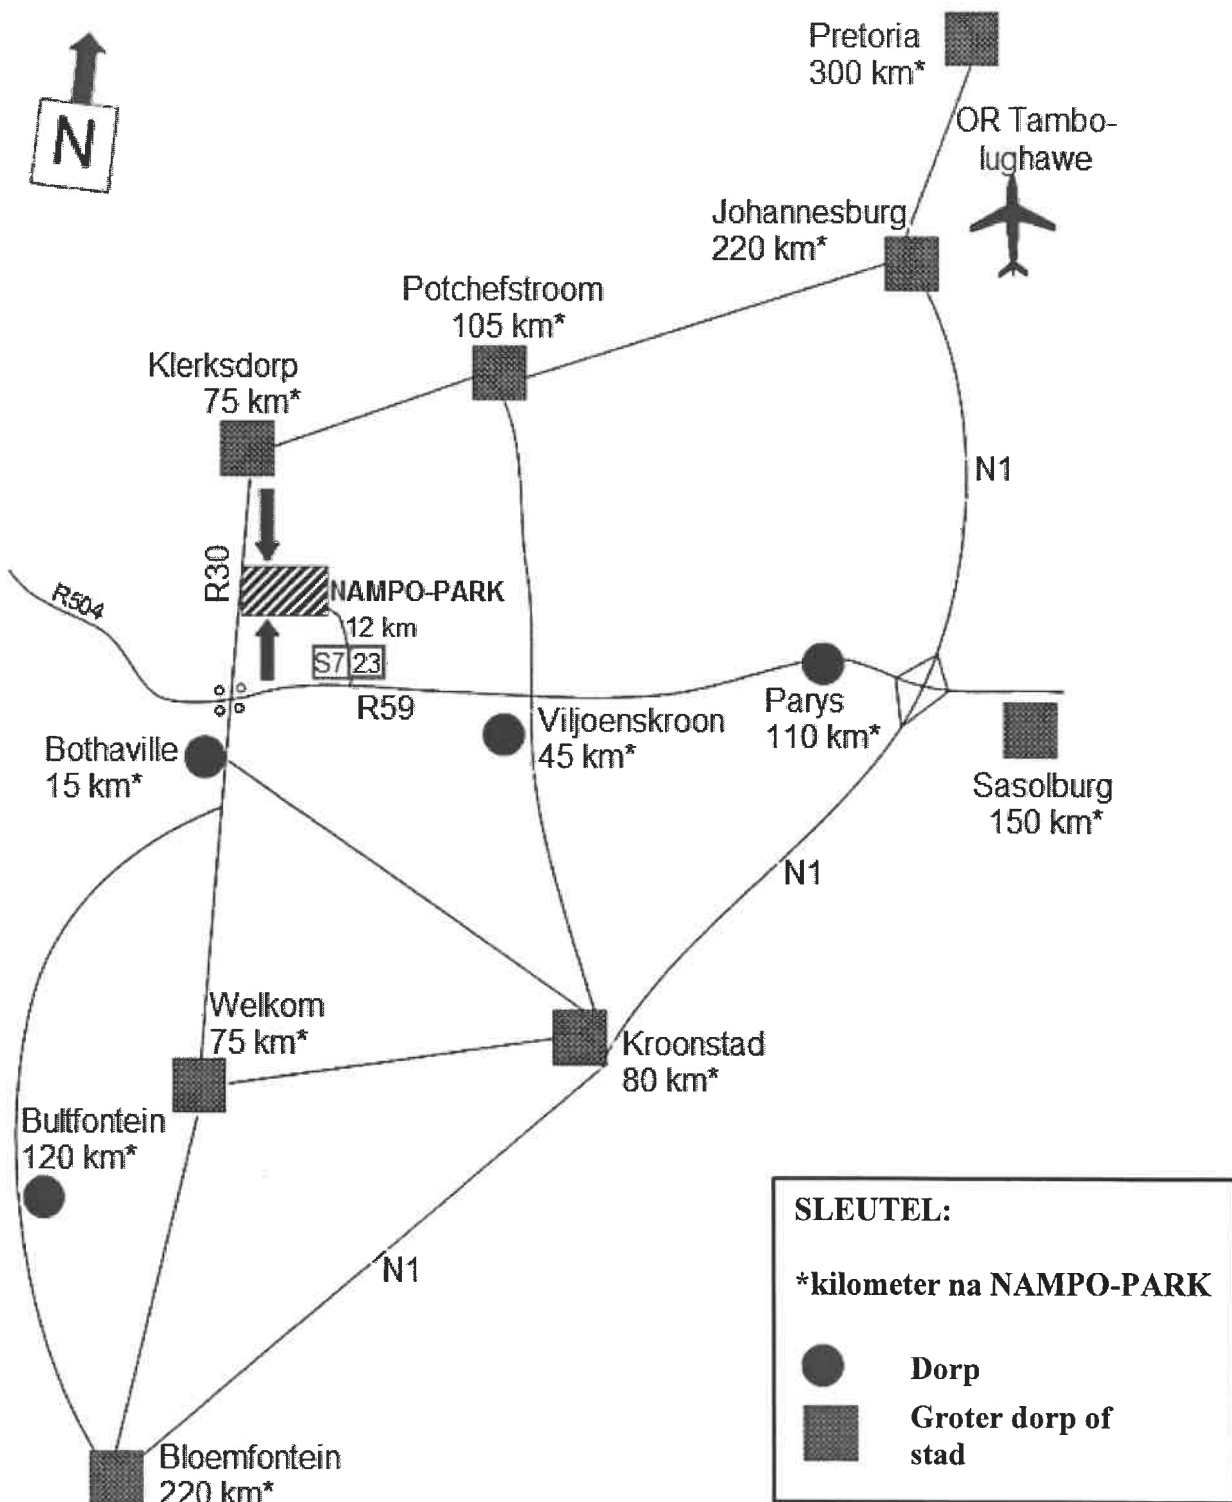 Pretoria
300 km*
N
OR Tambo-
lughawe
Johannesburg
220 km*
Potchefstroom
105 km*
Klerksdorp
75 km*
N1
R30
R504
NAMPO-PARK
12 km
S7 23
R59
Parys
110 km*
Viljoenskroon
45 km*
Bothaville
15 km*
Sasolburg
150 km*
N1
Welkom
75 km*
Kroonstad
80 km*
Bultfontein
120 km*
N1
SLEUTEL:
*kilometer na NAMPO-PARK
Dorp
Groter dorp of
stad
Bloemfontein
220 km*